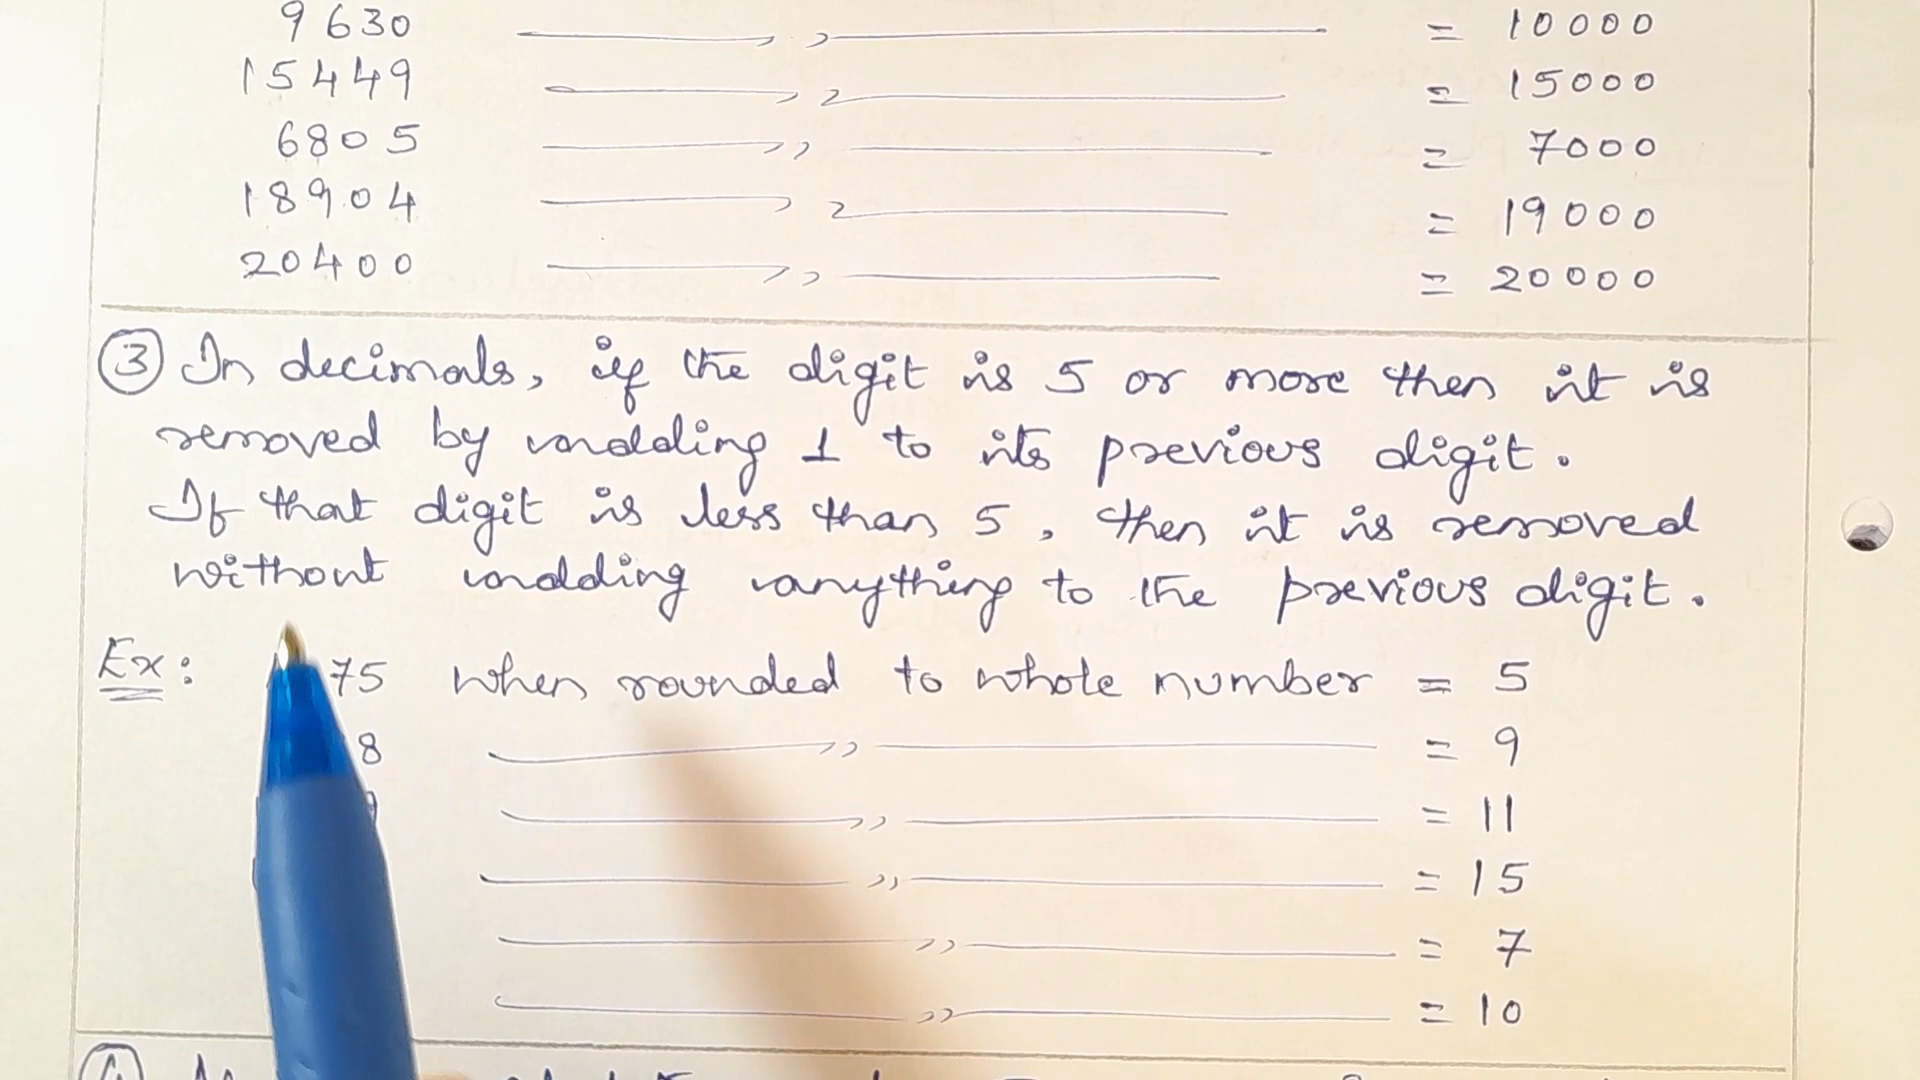 9630 ,, = 10000
15449 ,, = 15000
6805 ,, = 7000
18904 ,, = 19000
20400 ,, = 20000
③ In decimals, if the digit is 5 or more then it is
removed by adding 1 to its previous digit.
If that digit is less than 5, then it is removed
without adding anything to the previous digit.
Ex: 75 when rounded to whole number = 5
8 ,, = 9
,, = 11
,, = 15
,, = 7
,, = 10